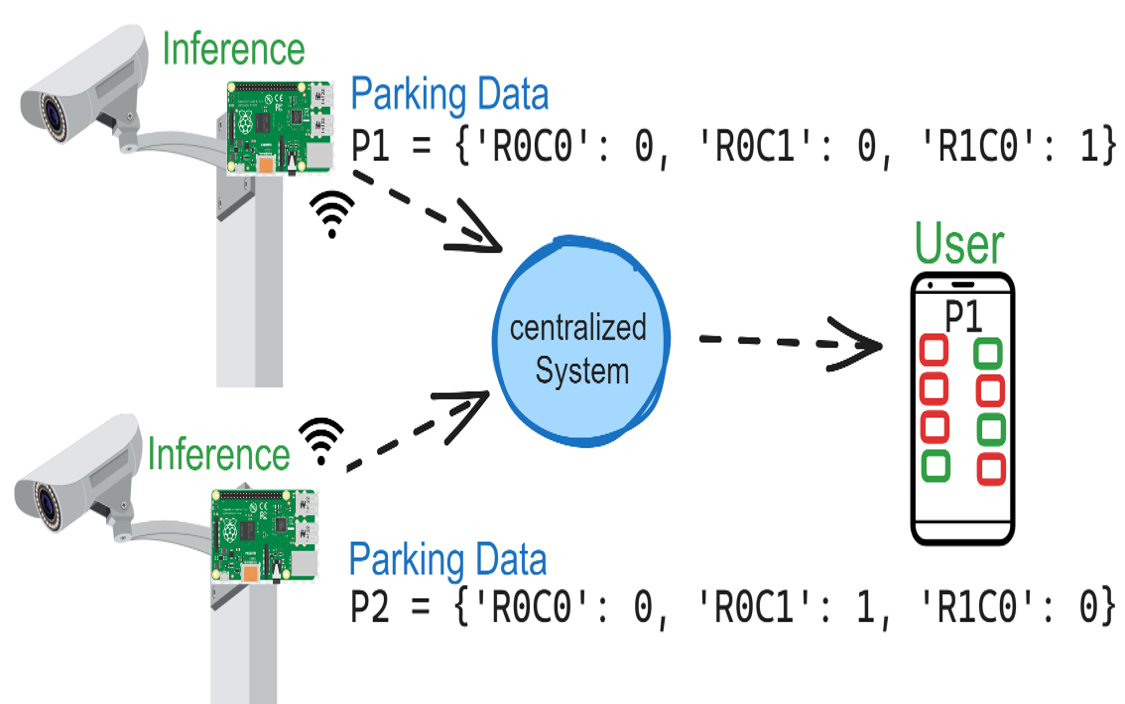 Inference
Parking Data
P1 = {'R0C0': 0, 'R0C1': 0, 'R1C0': 1}
User
P1
centralized
System
Inference
Parking Data
P2 = {'R0C0': 0, 'R0C1': 1, 'R1C0': 0}